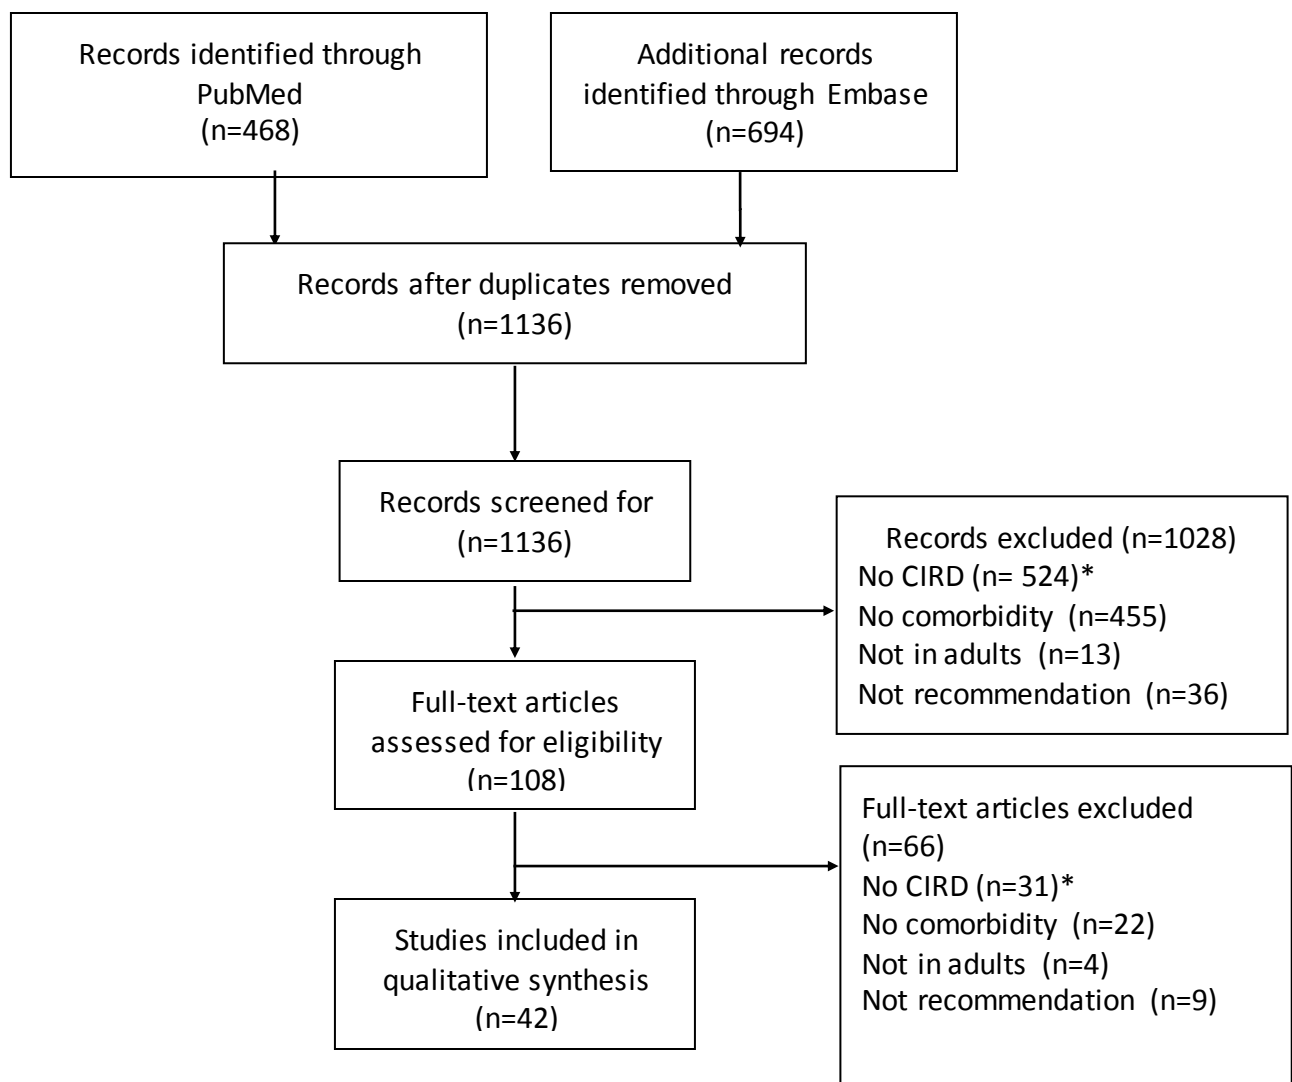 Records identified through
PubMed
(n=468)
Additional records
identified through Embase
(n=694)
Records after duplicates removed
(n=1136)
Records screened for
(n=1136)
Records excluded (n=1028)
No CIRD (n= 524)*
No comorbidity (n=455)
Not in adults (n=13)
Not recommendation (n=36)
Full-text articles
assessed for eligibility
(n=108)
Full-text articles excluded
(n=66)
No CIRD (n=31)*
No comorbidity (n=22)
Not in adults (n=4)
Not recommendation (n=9)
Studies included in
qualitative synthesis
(n=42)